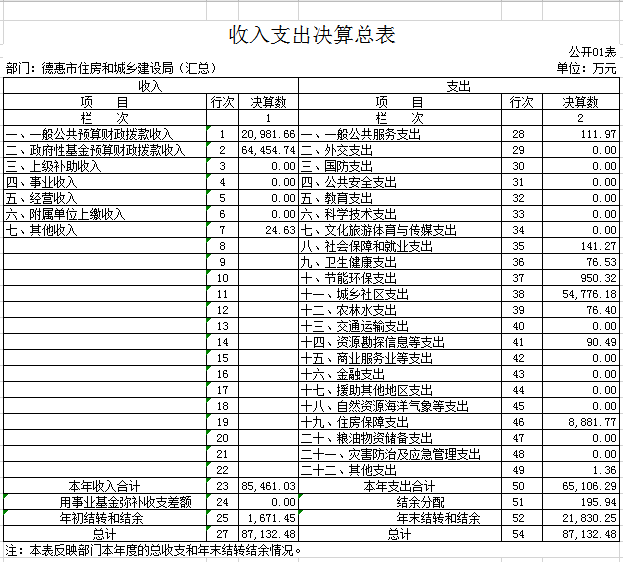 收入支出决算总表
公开01表
部门：德惠市住房和城乡建设局（汇总） 单位：万元
收入 支出
项 目 行次 决算数 项 目 行次 决算数
栏 次 1 栏 次 2
一、一般公共预算财政拨款收入 1 20,981.66 一、一般公共服务支出 28 111.97
二、政府性基金预算财政拨款收入 2 64,454.74 二、外交支出 29 0.00
三、上级补助收入 3 0.00 三、国防支出 30 0.00
四、事业收入 4 0.00 四、公共安全支出 31 0.00
五、经营收入 5 0.00 五、教育支出 32 0.00
六、附属单位上缴收入 6 0.00 六、科学技术支出 33 0.00
七、其他收入 7 24.63 七、文化旅游体育与传媒支出 34 0.00
8 八、社会保障和就业支出 35 141.27
9 九、卫生健康支出 36 76.53
10 十、节能环保支出 37 950.32
11 十一、城乡社区支出 38 54,776.18
12 十二、农林水支出 39 76.40
13 十三、交通运输支出 40 0.00
14 十四、资源勘探信息等支出 41 90.49
15 十五、商业服务业等支出 42 0.00
16 十六、金融支出 43 0.00
17 十七、援助其他地区支出 44 0.00
18 十八、自然资源海洋气象等支出 45 0.00
19 十九、住房保障支出 46 8,881.77
20 二十、粮油物资储备支出 47 0.00
21 二十一、灾害防治及应急管理支出 48 0.00
22 二十二、其他支出 49 1.36
本年收入合计 23 85,461.03 本年支出合计 50 65,106.29
用事业基金弥补收支差额 24 0.00 结余分配 51 195.94
年初结转和结余 25 1,671.45 年末结转和结余 52 21,830.25
总计 27 87,132.48 总计 54 87,132.48
注：本表反映部门本年度的总收支和年末结转结余情况。